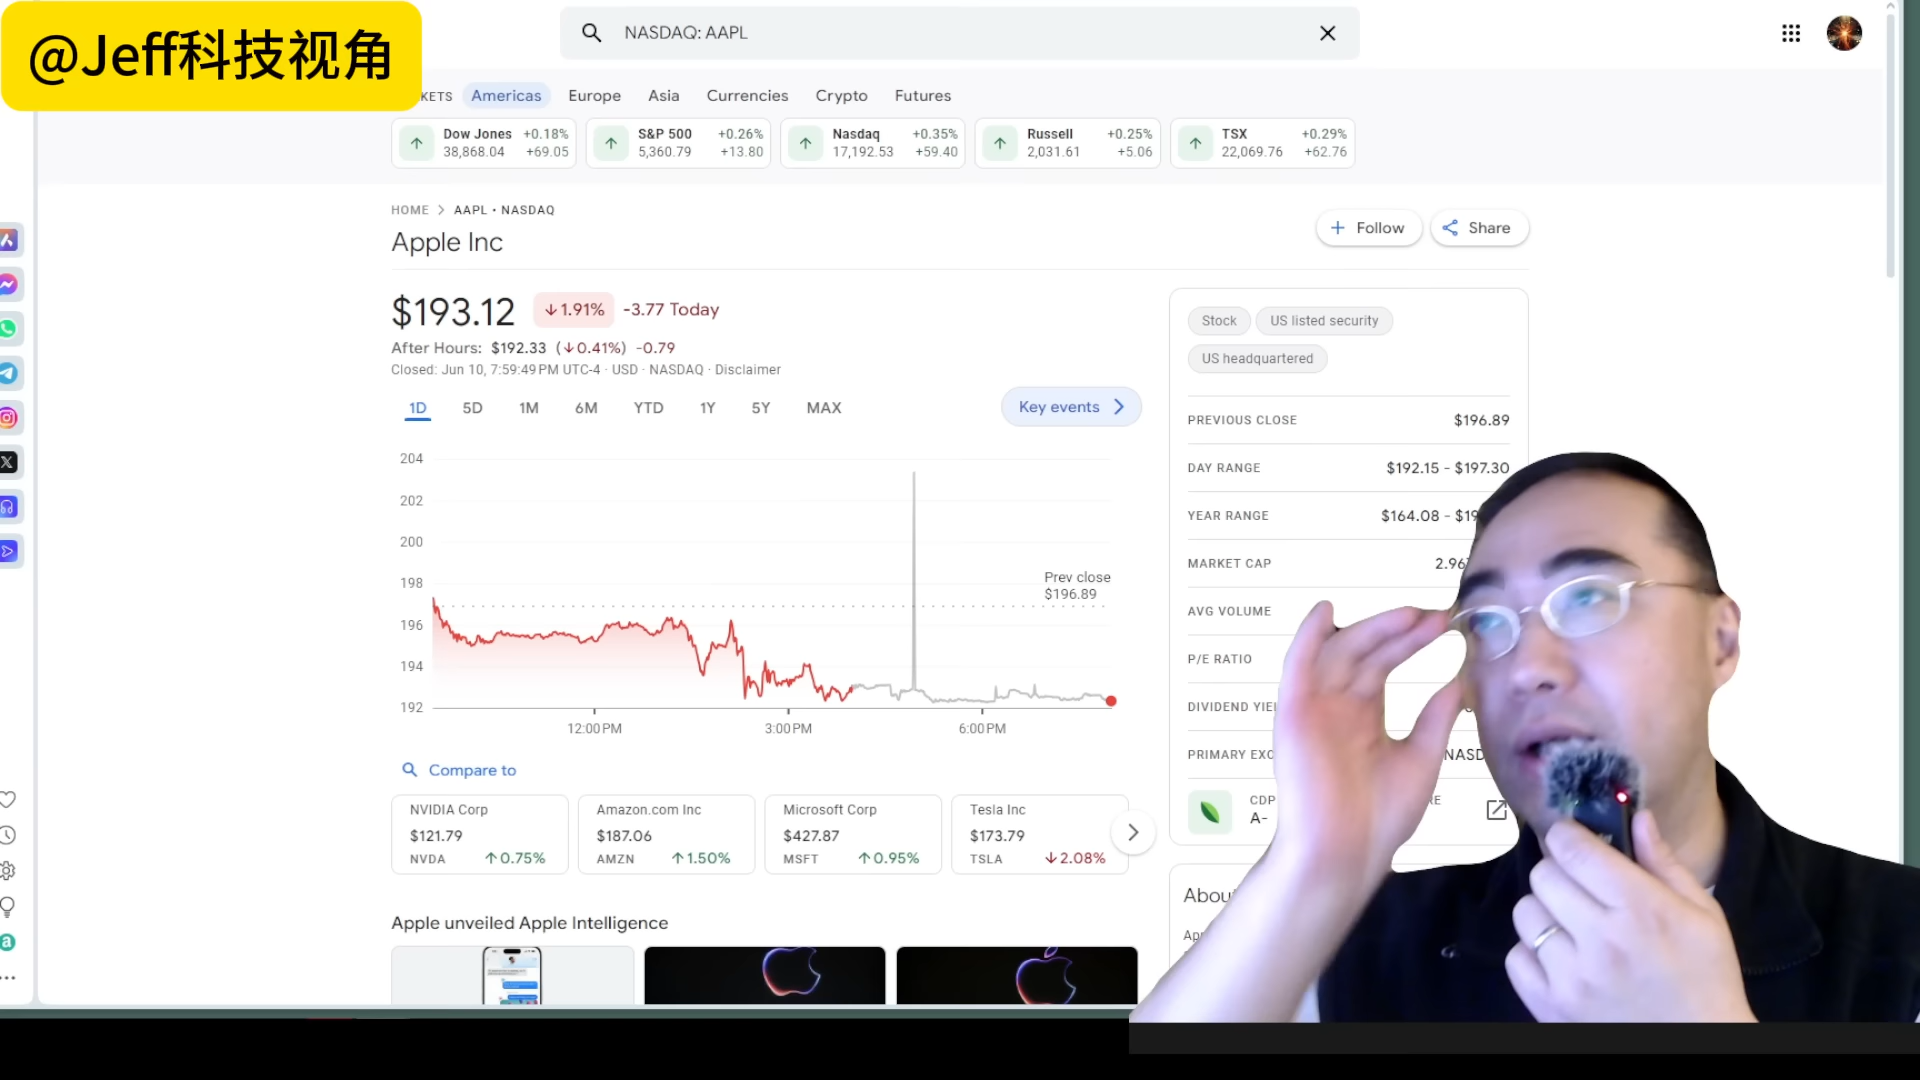 @Jeff科技视角
NASDAQ: AAPL
Americas
Europe
Asia
Currencies
Crypto
Futures
Dow Jones +0.18%
38,868.04 +69.05
S&P 500 +0.26%
5,360.79 +13.80
Nasdaq +0.35%
17,192.53 +59.40
Russell +0.25%
2,031.61 +5.06
TSX +0.29%
22,069.76 +62.76
HOME > AAPL • NASDAQ
Apple Inc
+ Follow
Share
$193.12 ↓1.91% -3.77 Today
After Hours: $192.33 (↓0.41%) -0.79
Closed: Jun 10, 7:59:49 PM UTC-4 · USD · NASDAQ · Disclaimer
1D 5D 1M 6M YTD 1Y 5Y MAX
Key events
204
202
200
198
196
194
192
Prev close
$196.89
12:00 PM
3:00 PM
6:00 PM
Compare to
NVIDIA Corp
$121.79
NVDA ↑0.75%
Amazon.com Inc
$187.06
AMZN ↑1.50%
Microsoft Corp
$427.87
MSFT ↑0.95%
Tesla Inc
$173.79
TSLA ↓2.08%
Apple unveiled Apple Intelligence
Stock
US listed security
US headquartered
PREVIOUS CLOSE $196.89
DAY RANGE $192.15 - $197.30
YEAR RANGE $164.08 - $19
MARKET CAP 2.96
AVG VOLUME
P/E RATIO
DIVIDEND YIE
PRIMARY EXC NASD
CDP
A-
Abou